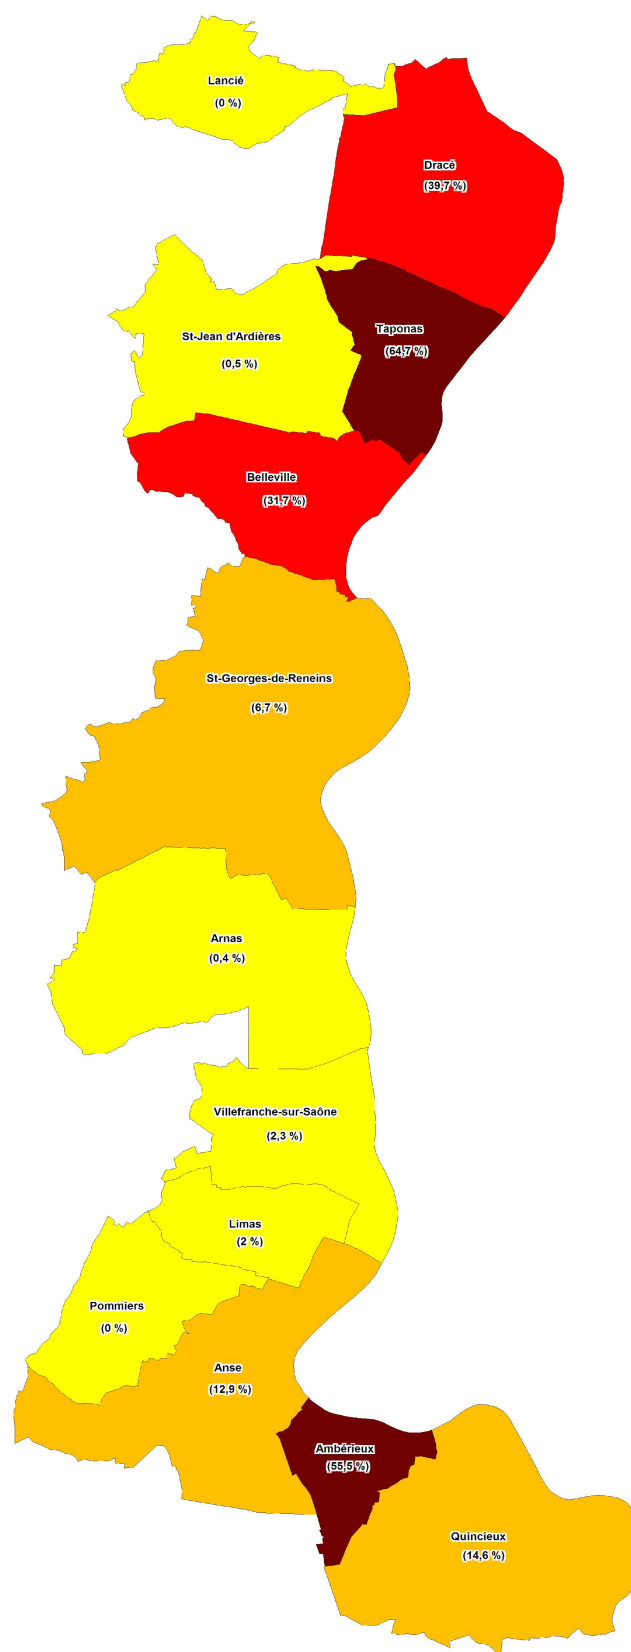 Lancié
(0 %)
Dracé
(39,7 %)
Taponas
(64,7 %)
St-Jean d'Ardières
(0,5 %)
Belleville
(31,7 %)
St-Georges-de-Reneins
(6,7 %)
Arnas
(0,4 %)
Villefranche-sur-Saône
(2,3 %)
Limas
(2 %)
Pommiers
(0 %)
Anse
(12,9 %)
Ambérieux
(55,5 %)
Quincieux
(14,6 %)